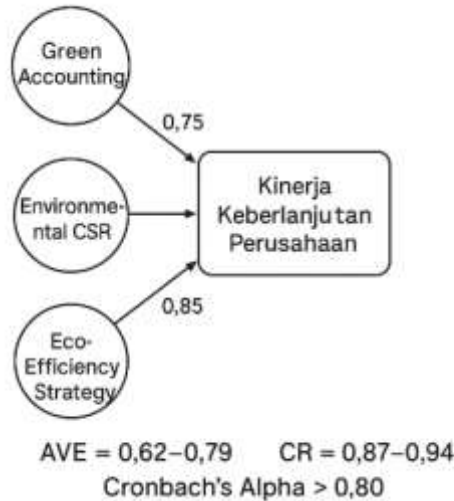 Green
Accounting
0,75
Kinerja
Keberlanjutan
Perusahaan
Environme-
ntal CSR
0,85
Eco-
Efficiency
Strategy
AVE = 0,62–0,79 CR = 0,87–0,94
Cronbach's Alpha > 0,80